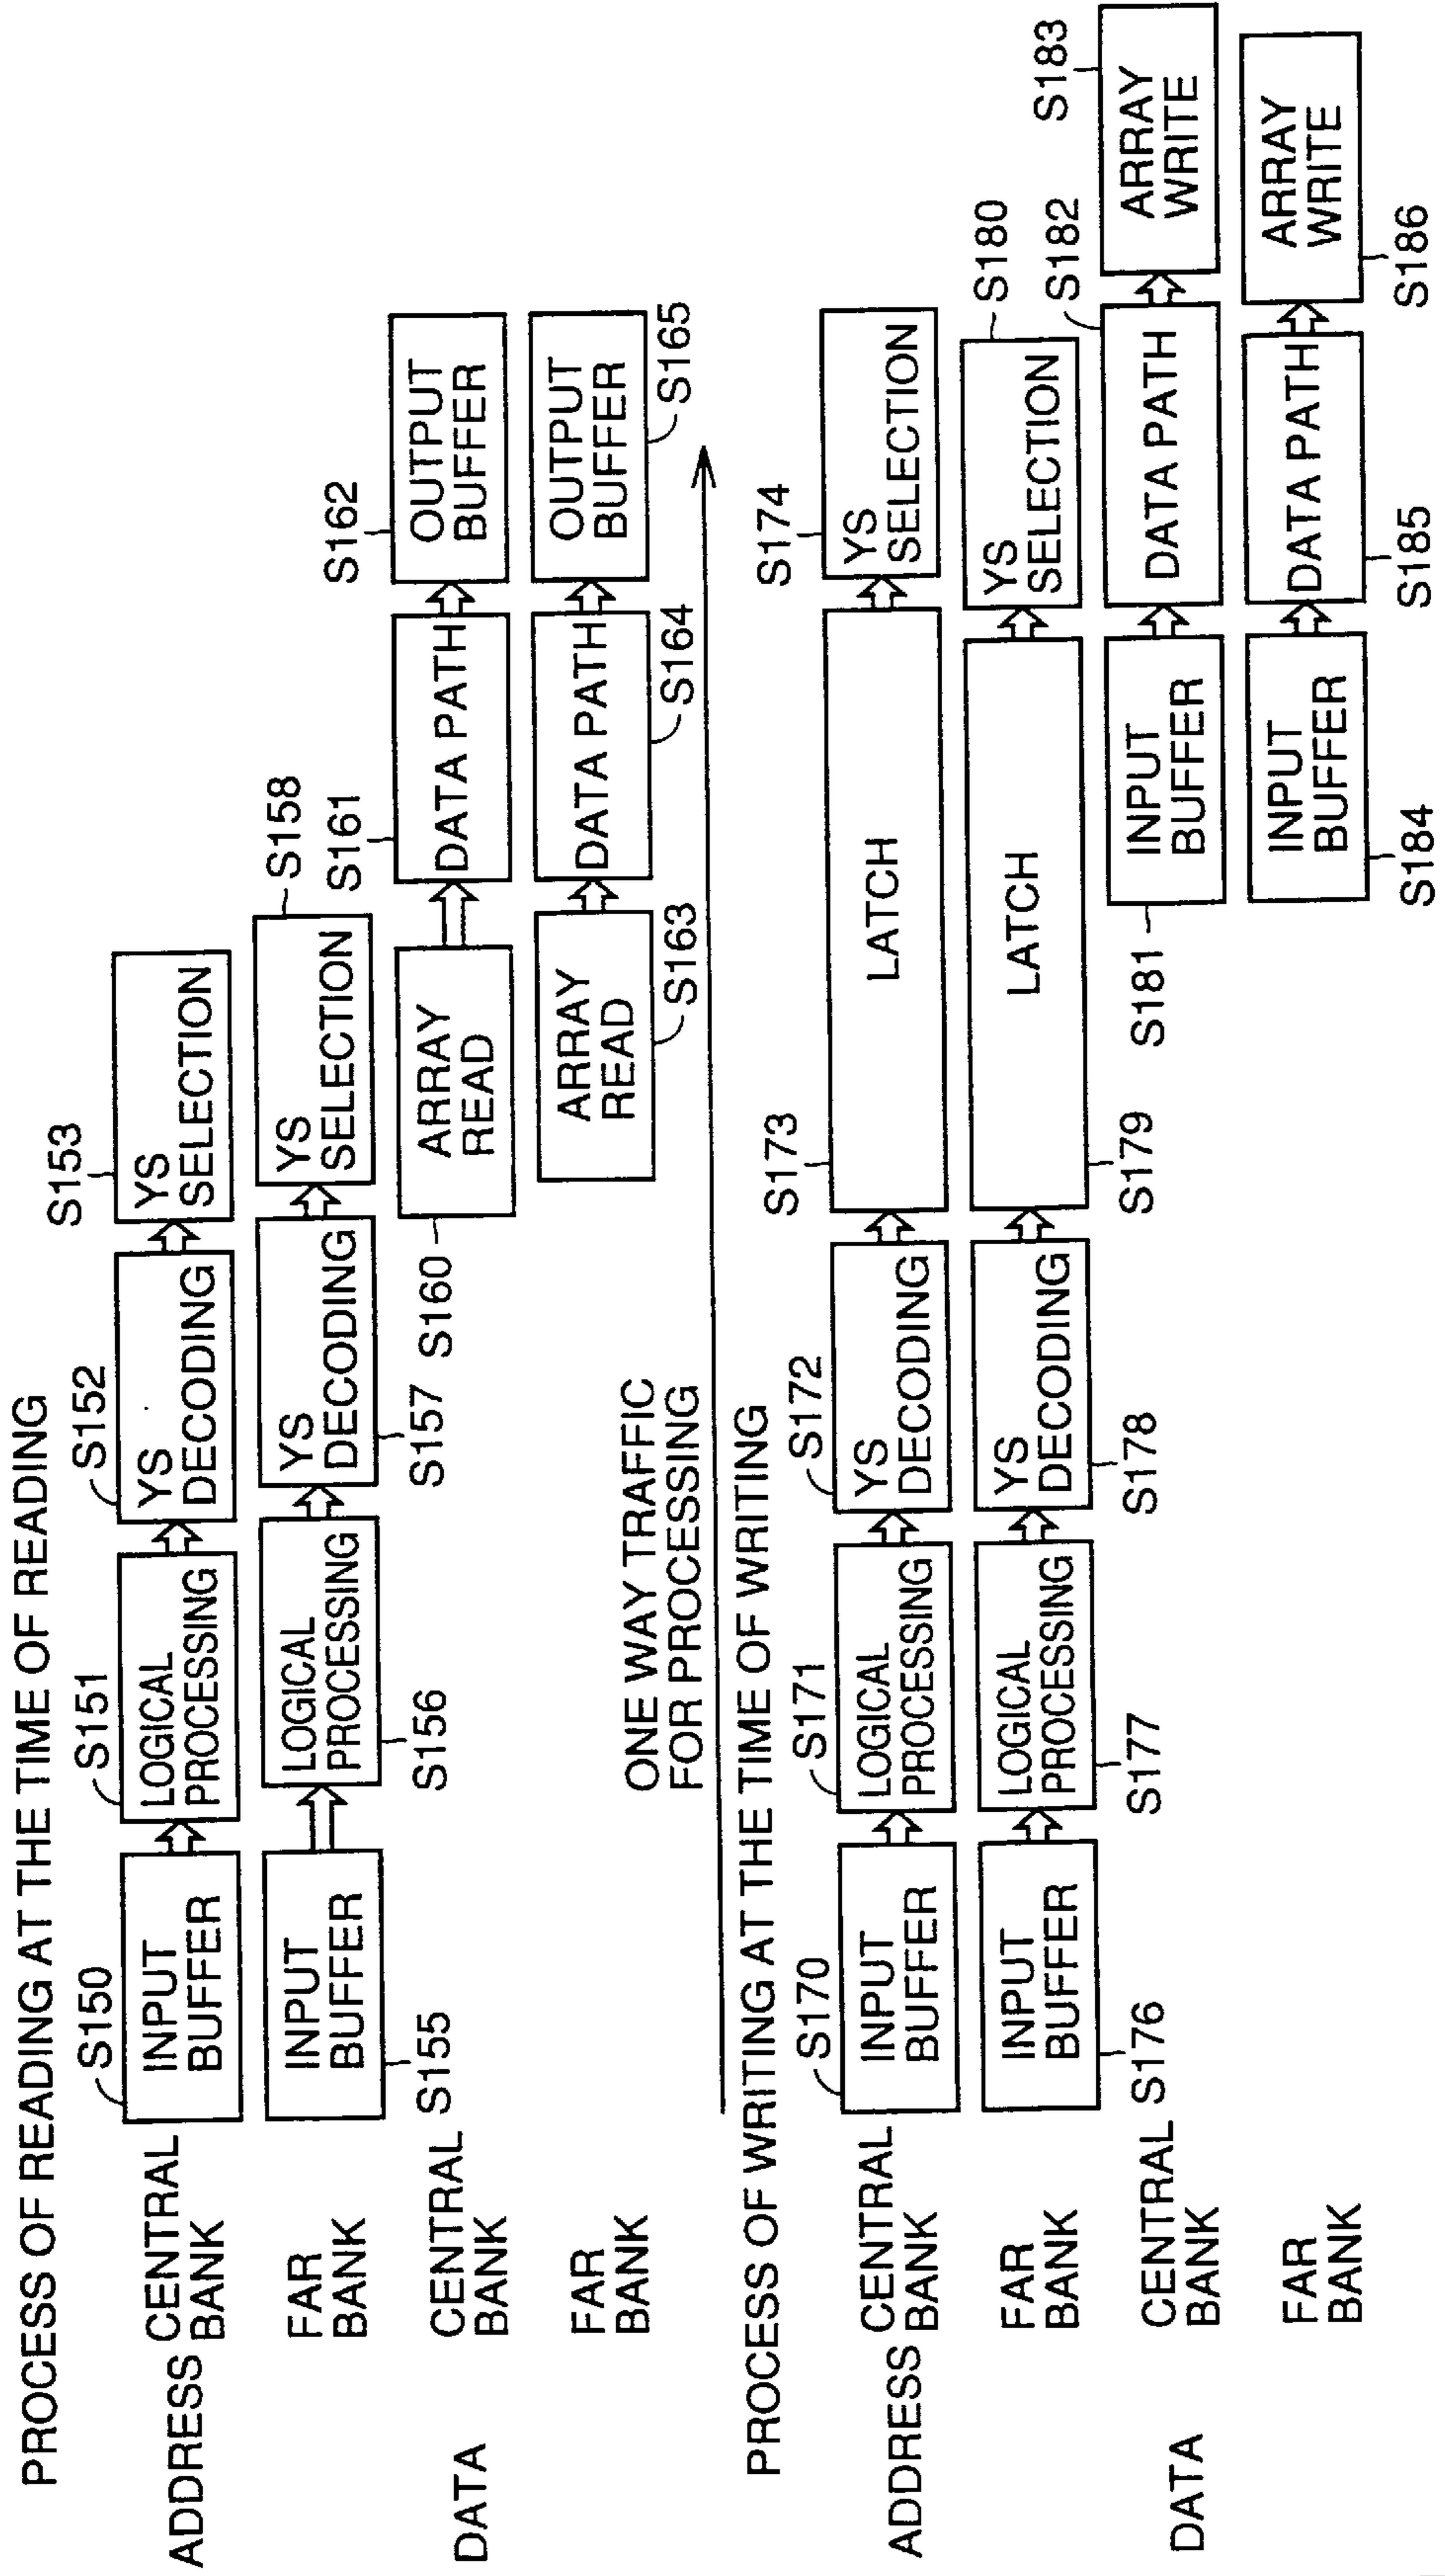 PROCESS OF READING AT THE TIME OF READING
S150
S151
S152
S153
ADDRESS
CENTRAL
BANK
INPUT
BUFFER
LOGICAL
PROCESSING
YS
DECODING
YS
SELECTION
S158
FAR
BANK
INPUT
BUFFER
LOGICAL
PROCESSING
YS
DECODING
YS
SELECTION
S155
S156
S157
S160
S161
S162
DATA
CENTRAL
BANK
ARRAY
READ
DATA PATH
OUTPUT
BUFFER
FAR
BANK
ARRAY
READ
DATA PATH
OUTPUT
BUFFER
S163
S164
S165
ONE WAY TRAFFIC
FOR PROCESSING
PROCESS OF WRITING AT THE TIME OF WRITING
S170
S171
S172
S173
S174
ADDRESS
CENTRAL
BANK
INPUT
BUFFER
LOGICAL
PROCESSING
YS
DECODING
LATCH
YS
SELECTION
S180
FAR
BANK
INPUT
BUFFER
LOGICAL
PROCESSING
YS
DECODING
LATCH
YS
SELECTION
S176
S177
S178
S179
S181
S182
S183
DATA
CENTRAL
BANK
INPUT
BUFFER
DATA PATH
ARRAY
WRITE
FAR
BANK
INPUT
BUFFER
DATA PATH
ARRAY
WRITE
S184
S185
S186